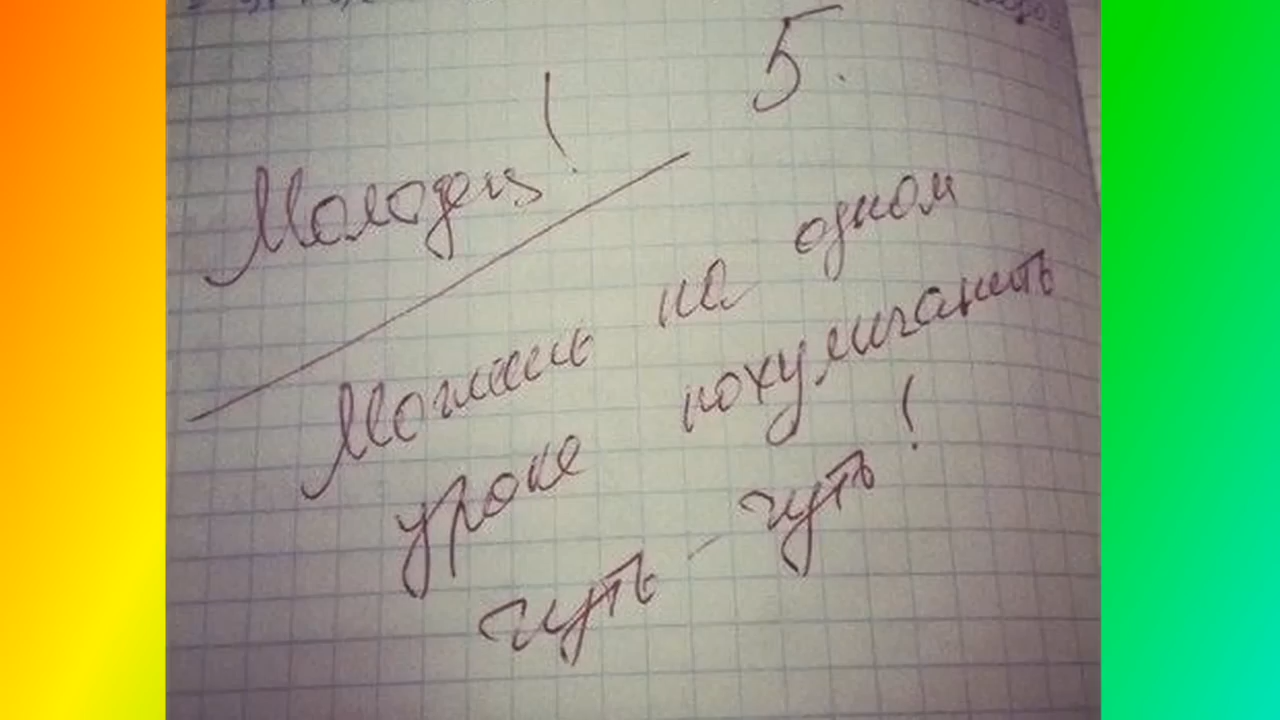 5.
Молодец!
Можешь на одном
уроке похулиганить
чуть-чуть!